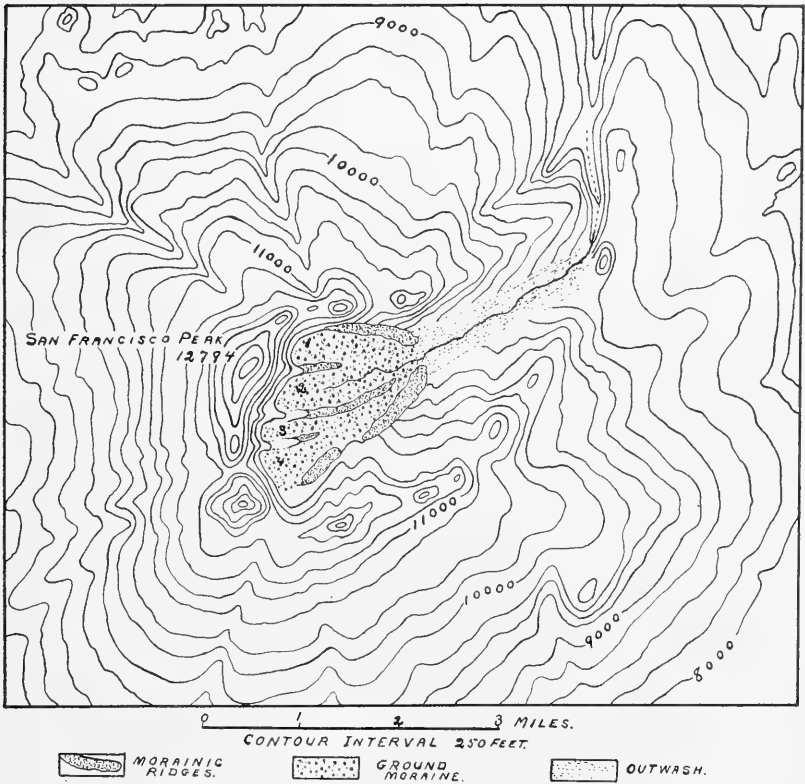 9000
10000
11000
SAN FRANCISCO PEAK
12794
1
2
3
4
11000
10000
9000
8000
0 1 2 3 MILES.
CONTOUR INTERVAL 250 FEET.
MORAINIC
RIDGES.
GROUND
MORAINE.
OUTWASH.